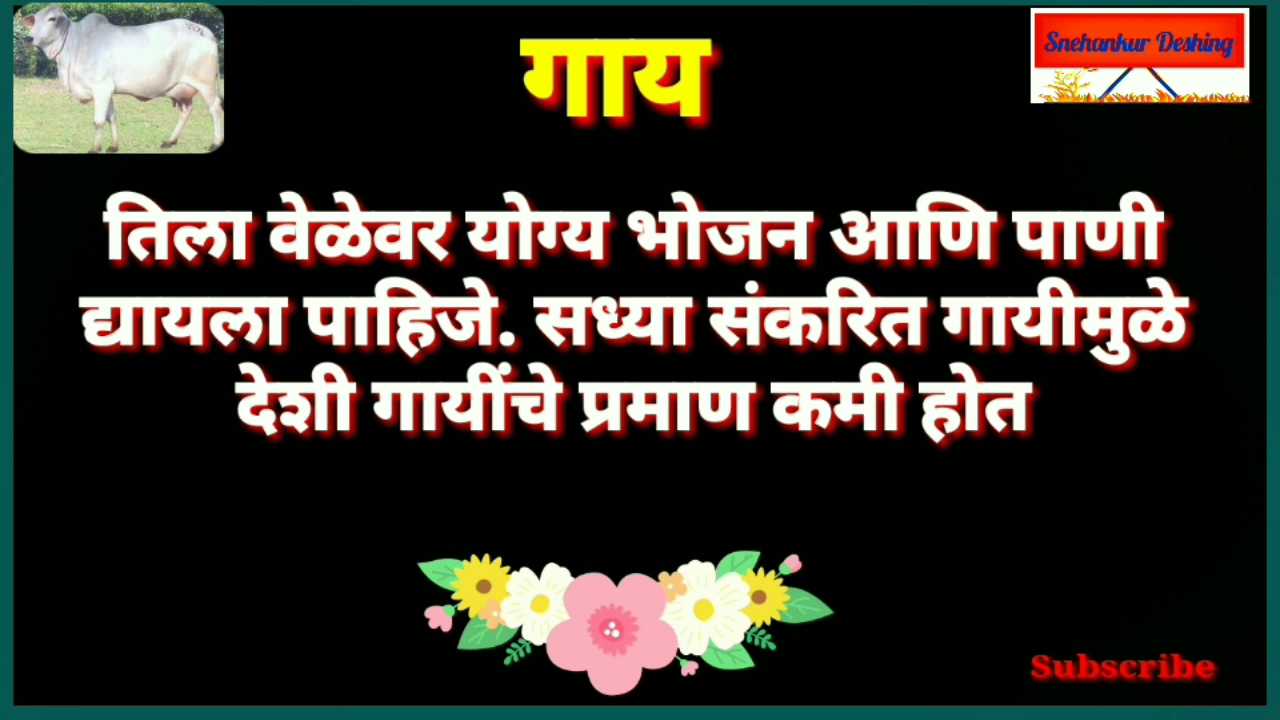 गाय
Snehankur Deshing
तिला वेळेवर योग्य भोजन आणि पाणी
द्यायला पाहिजे. सध्या संकरित गायीमुळे
देशी गायींचे प्रमाण कमी होत
Subscribe